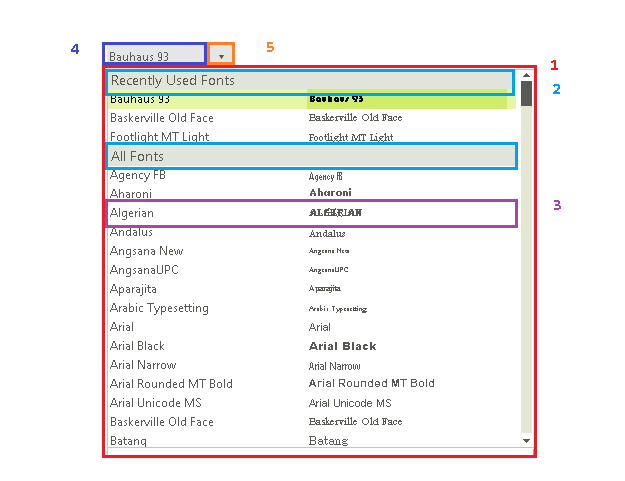 4 Bauhaus 93 5
1
Recently Used Fonts
2
Bauhaus 93 Bauhaus 93
Baskerville Old Face Baskerville Old Face
Footlight MT Light Footlight MT Light
All Fonts
Agency FB Agency FB
Aharoni Aharoni
3
Algerian ALGERIAN
Andalus Andalus
Angsana New Angsana New
AngsanaUPC AngsanaUPC
Aparajita Aparajita
Arabic Typesetting Arabic Typesetting
Arial Arial
Arial Black Arial Black
Arial Narrow Arial Narrow
Arial Rounded MT Bold Arial Rounded MT Bold
Arial Unicode MS Arial Unicode MS
Baskerville Old Face Baskerville Old Face
Batang Batang